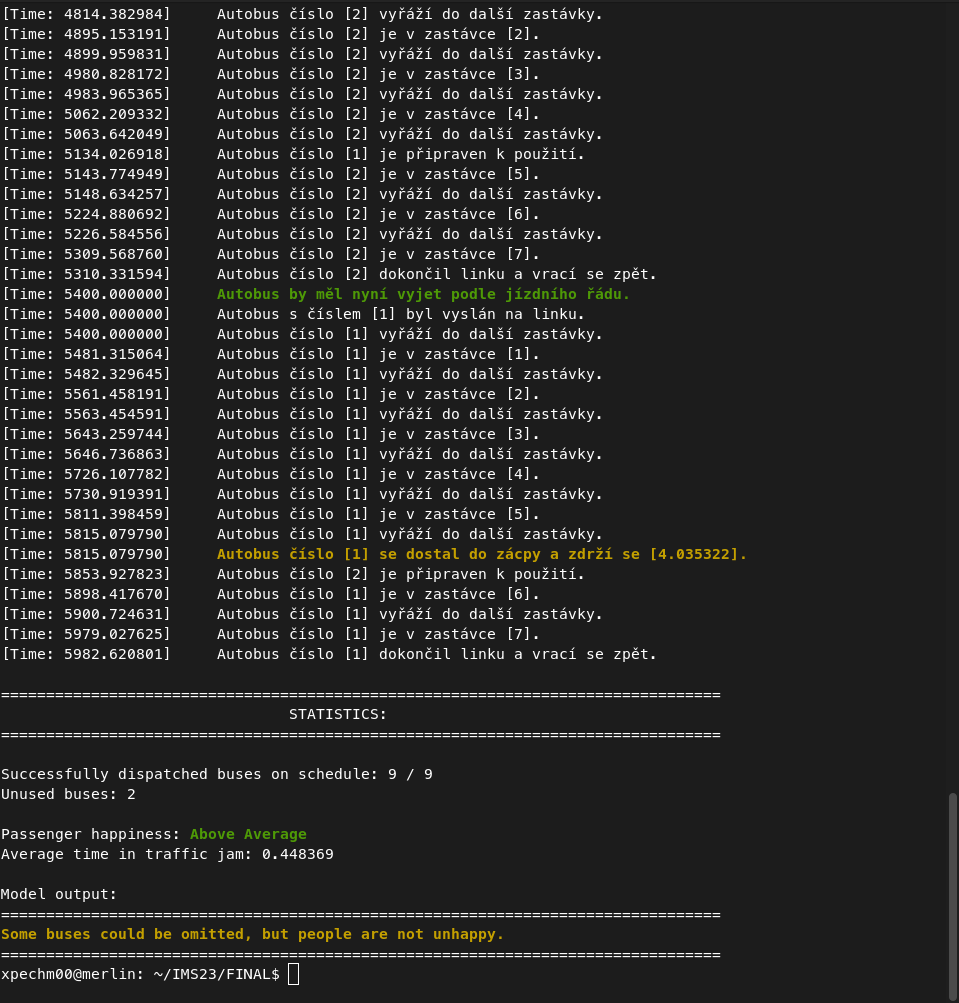 [Time: 4814.382984]     Autobus číslo [2] vyřáží do další zastávky.
[Time: 4895.153191]     Autobus číslo [2] je v zastávce [2].
[Time: 4899.959831]     Autobus číslo [2] vyřáží do další zastávky.
[Time: 4980.828172]     Autobus číslo [2] je v zastávce [3].
[Time: 4983.965365]     Autobus číslo [2] vyřáží do další zastávky.
[Time: 5062.209332]     Autobus číslo [2] je v zastávce [4].
[Time: 5063.642049]     Autobus číslo [2] vyřáží do další zastávky.
[Time: 5134.026918]     Autobus číslo [1] je připraven k použití.
[Time: 5143.774949]     Autobus číslo [2] je v zastávce [5].
[Time: 5148.634257]     Autobus číslo [2] vyřáží do další zastávky.
[Time: 5224.880692]     Autobus číslo [2] je v zastávce [6].
[Time: 5226.584556]     Autobus číslo [2] vyřáží do další zastávky.
[Time: 5309.568760]     Autobus číslo [2] je v zastávce [7].
[Time: 5310.331594]     Autobus číslo [2] dokončil linku a vrací se zpět.
[Time: 5400.000000]     Autobus by měl nyní vyjet podle jízdního řádu.
[Time: 5400.000000]     Autobus s číslem [1] byl vyslán na linku.
[Time: 5400.000000]     Autobus číslo [1] vyřáží do další zastávky.
[Time: 5481.315064]     Autobus číslo [1] je v zastávce [1].
[Time: 5482.329645]     Autobus číslo [1] vyřáží do další zastávky.
[Time: 5561.458191]     Autobus číslo [1] je v zastávce [2].
[Time: 5563.454591]     Autobus číslo [1] vyřáží do další zastávky.
[Time: 5643.259744]     Autobus číslo [1] je v zastávce [3].
[Time: 5646.736863]     Autobus číslo [1] vyřáží do další zastávky.
[Time: 5726.107782]     Autobus číslo [1] je v zastávce [4].
[Time: 5730.919391]     Autobus číslo [1] vyřáží do další zastávky.
[Time: 5811.398459]     Autobus číslo [1] je v zastávce [5].
[Time: 5815.079790]     Autobus číslo [1] vyřáží do další zastávky.
[Time: 5815.079790]     Autobus číslo [1] se dostal do zácpy a zdrží se [4.035322].
[Time: 5853.927823]     Autobus číslo [2] je připraven k použití.
[Time: 5898.417670]     Autobus číslo [1] je v zastávce [6].
[Time: 5900.724631]     Autobus číslo [1] vyřáží do další zastávky.
[Time: 5979.027625]     Autobus číslo [1] je v zastávce [7].
[Time: 5982.620801]     Autobus číslo [1] dokončil linku a vrací se zpět.
================================================================================
STATISTICS:
================================================================================
Successfully dispatched buses on schedule: 9 / 9
Unused buses: 2
Passenger happiness: Above Average
Average time in traffic jam: 0.448369
Model output:
================================================================================
Some buses could be omitted, but people are not unhappy.
================================================================================
xpechm00@merlin: ~/IMS23/FINAL$